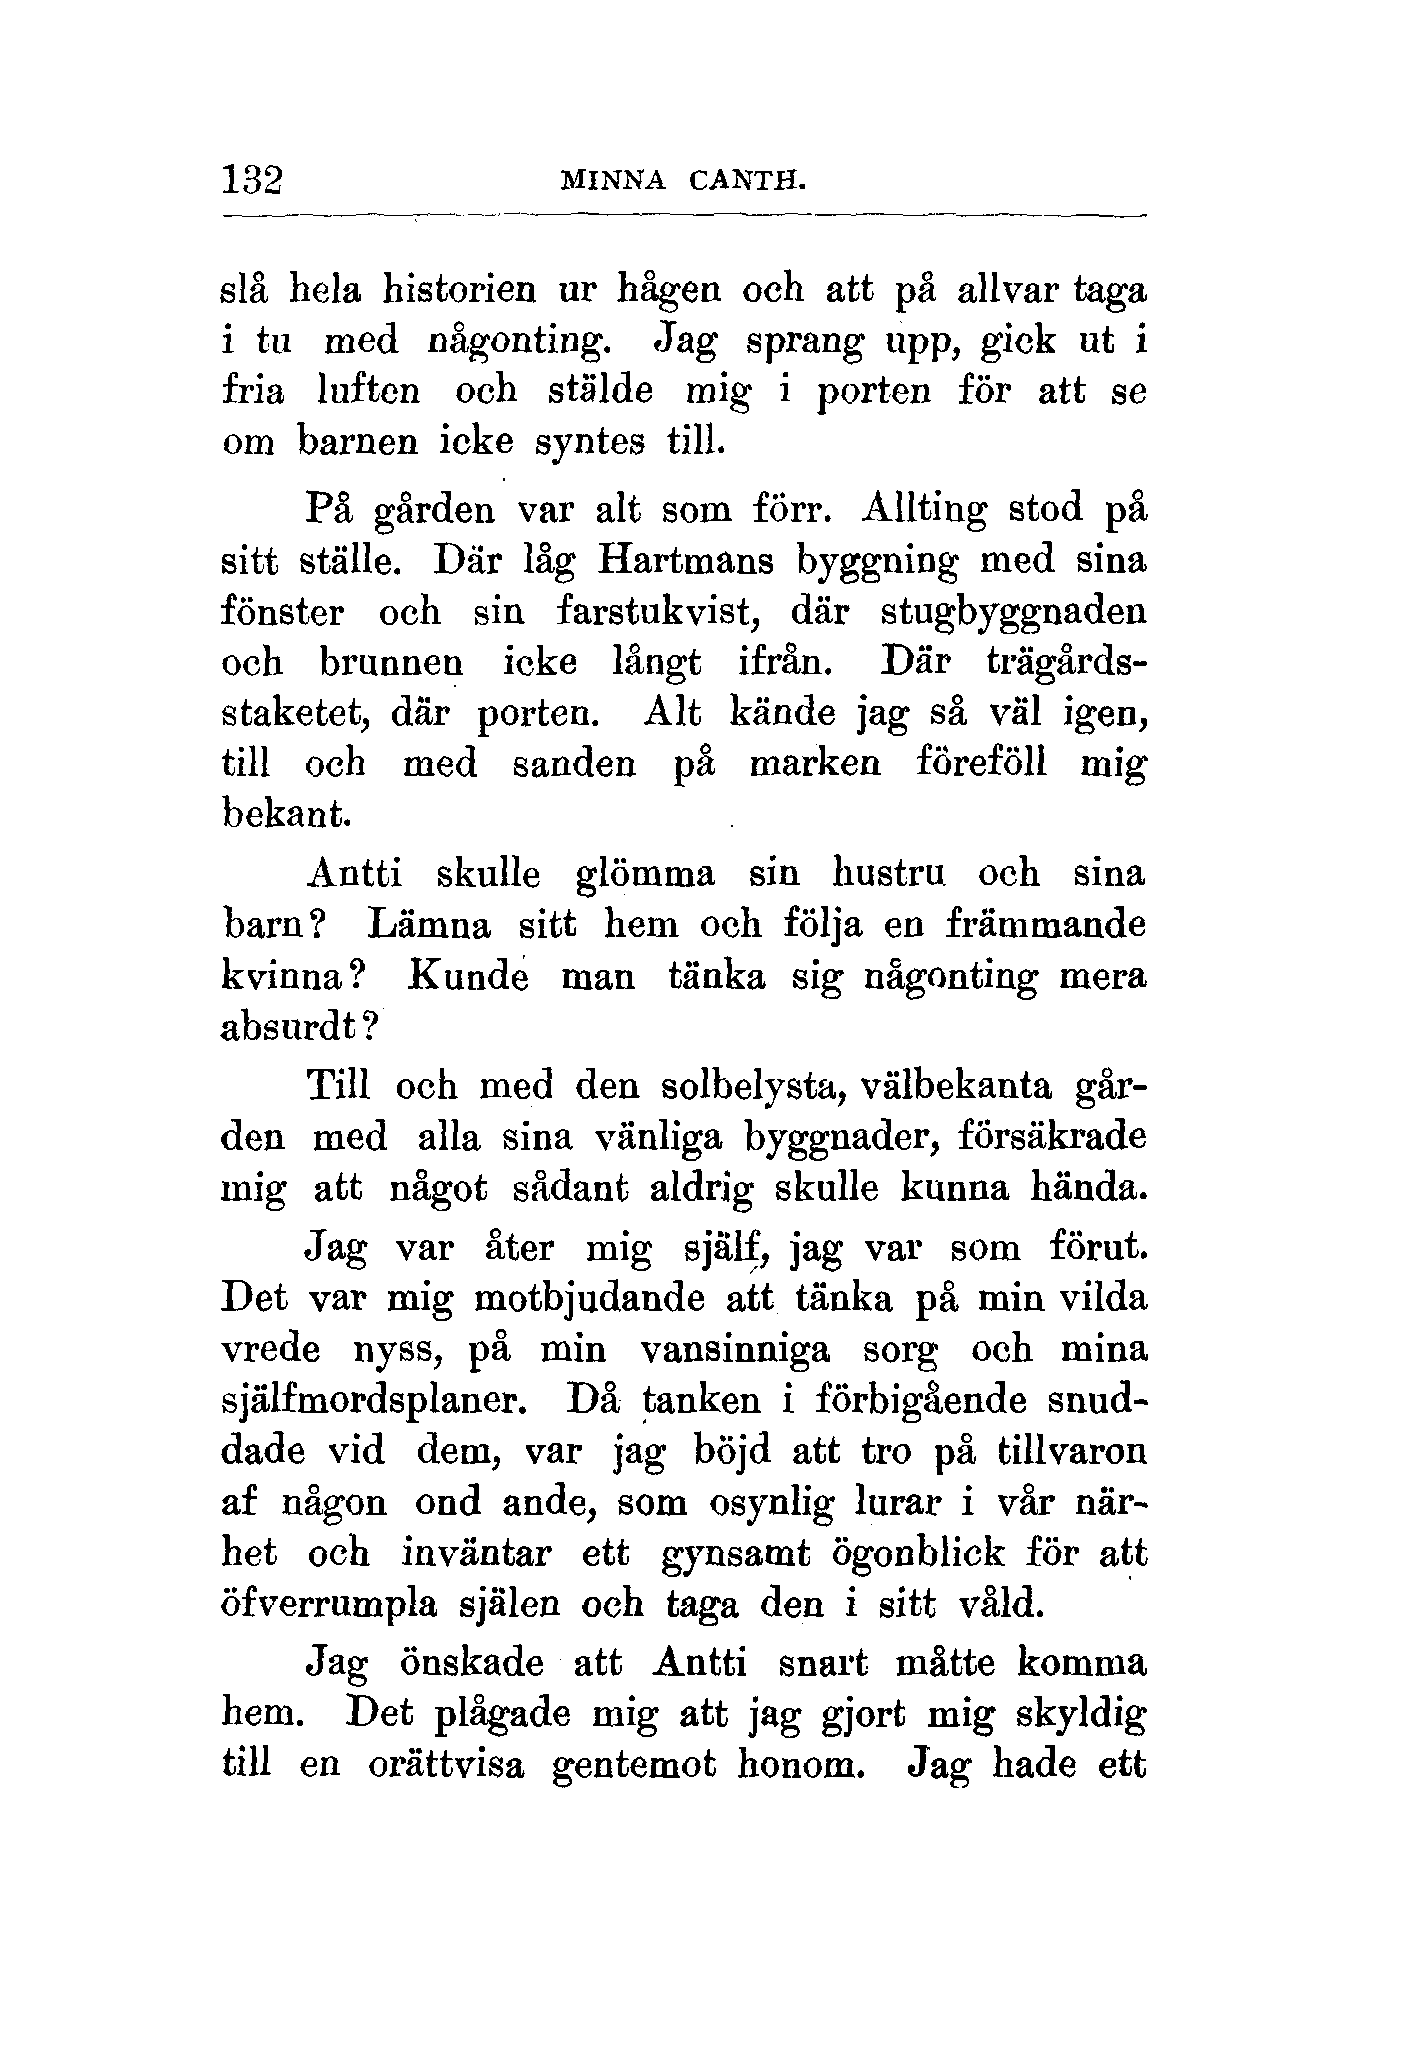 132 MINNA CANTH.
slå hela historien ur hågen och att på allvar taga
i tu med någonting. Jag sprang upp, gick ut i
fria luften och stälde mig i porten för att se
om barnen icke syntes till.
På gården var alt som förr. Allting stod på
sitt ställe. Där låg Hartmans byggning med sina
fönster och sin farstukvist, där stugbyggnaden
och brunnen icke långt ifrån. Där trägårds-
staketet, där porten. Alt kände jag så väl igen,
till och med sanden på marken föreföll mig
bekant.
Antti skulle glömma sin hustru och sina
barn? Lämna sitt hem och följa en främmande
kvinna? Kunde man tänka sig någonting mera
absurdt?
Till och med den solbelysta, välbekanta går-
den med alla sina vänliga byggnader, försäkrade
mig att något sådant aldrig skulle kunna hända.
Jag var åter mig själf, jag var som förut.
Det var mig motbjudande att tänka på min vilda
vrede nyss, på min vansinniga sorg och mina
själfmordsplaner. Då tanken i förbigående snud-
dade vid dem, var jag böjd att tro på tillvaron
af någon ond ande, som osynlig lurar i vår när-
het och inväntar ett gynsamt ögonblick för att
öfverrumpla själen och taga den i sitt våld.
Jag önskade att Antti snart måtte komma
hem. Det plågade mig att jag gjort mig skyldig
till en orättvisa gentemot honom. Jag hade ett